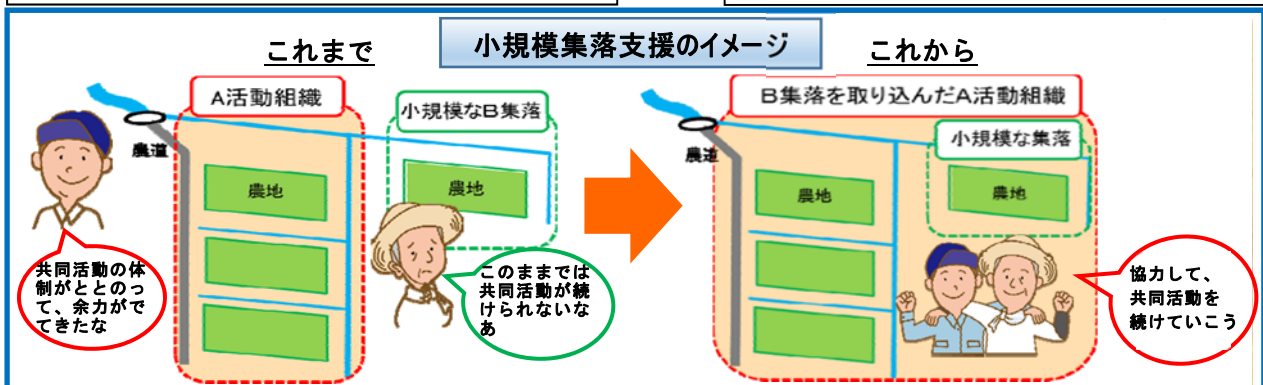 小規模集落支援のイメージ
これまで
A活動組織
小規模なB集落
農道
農地
農地
共同活動の体
制がととのっ
て、余力がで
てきたな
このままでは
共同活動が続
けられないな
あ
これから
B集落を取り込んだA活動組織
小規模な集落
農道
農地
農地
協力して、
共同活動を
続けていこう